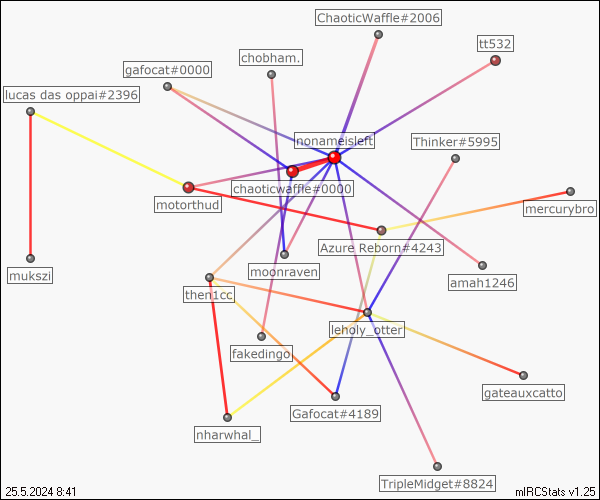 ChaoticWaffle#2006
tt532
chobham.
gafocat#0000
lucas das oppai#2396
nonameisleft
Thinker#5995
chaoticwaffle#0000
motorthud
mercurybro
Azure Reborn#4243
mukszi
moonraven
amah1246
then1cc
leholy_otter
fakedingo
gateauxcatto
Gafocat#4189
nharwhal_
TripleMidget#8824
25.5.2024 8:41
mIRCStats v1.25